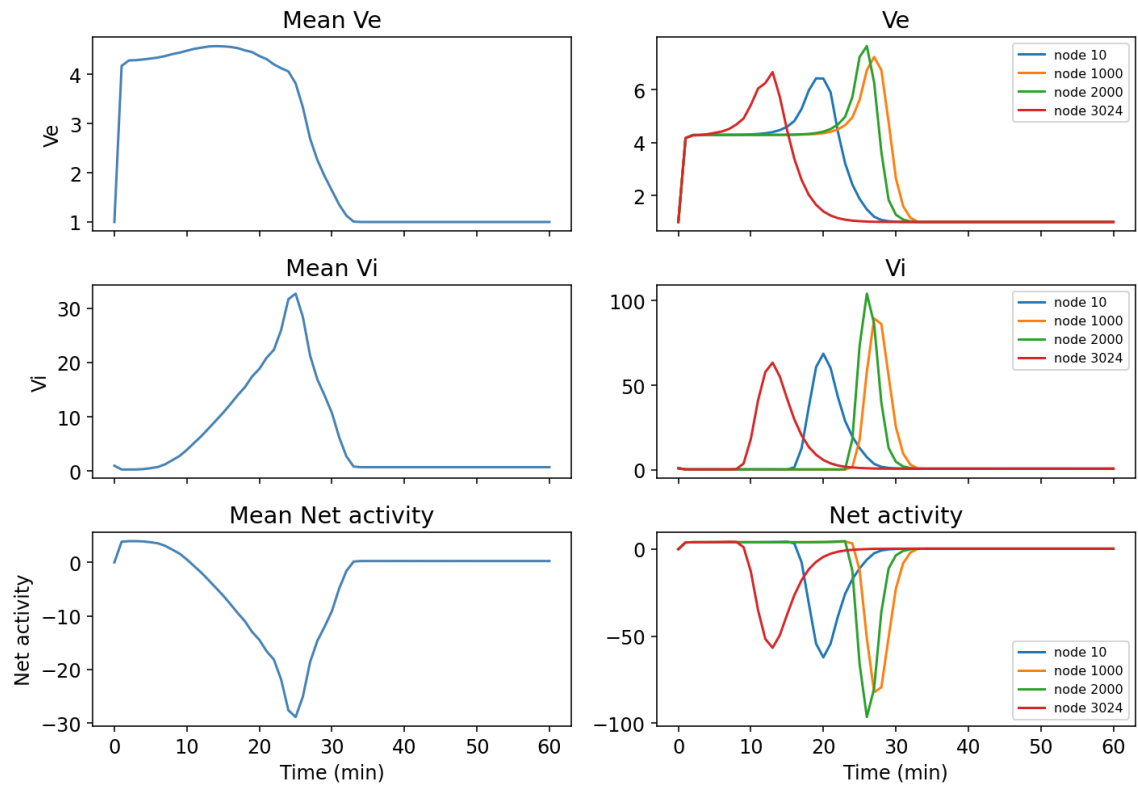 Mean Ve
Ve
4
3
2
1
Ve
6
4
2
node 10
node 1000
node 2000
node 3024
Mean Vi
Vi
30
20
10
0
Vi
100
50
0
node 10
node 1000
node 2000
node 3024
Mean Net activity
Net activity
0
−10
−20
−30
0 10 20 30 40 50 60
Time (min)
Net activity
0
−50
−100
node 10
node 1000
node 2000
node 3024
0 10 20 30 40 50 60
Time (min)